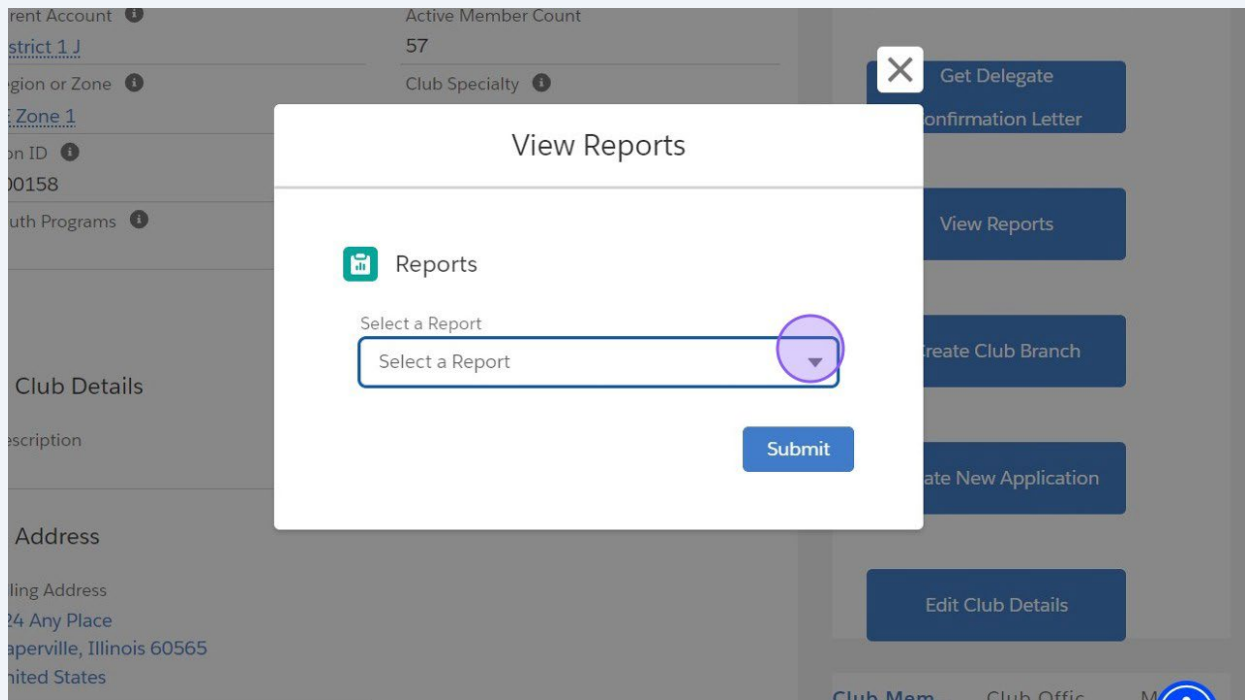 rent Account
Active Member Count
strict 1 J
57
egion or Zone
Club Specialty
E Zone 1
on ID
00158
uth Programs
Get Delegate
onfirmation Letter
View Reports
View Reports
Reports
Select a Report
Select a Report
Submit
reate Club Branch
ate New Application
Edit Club Details
Club Details
escription
Address
ling Address
24 Any Place
aperville, Illinois 60565
nited States
Club Mem
Club Offic
M